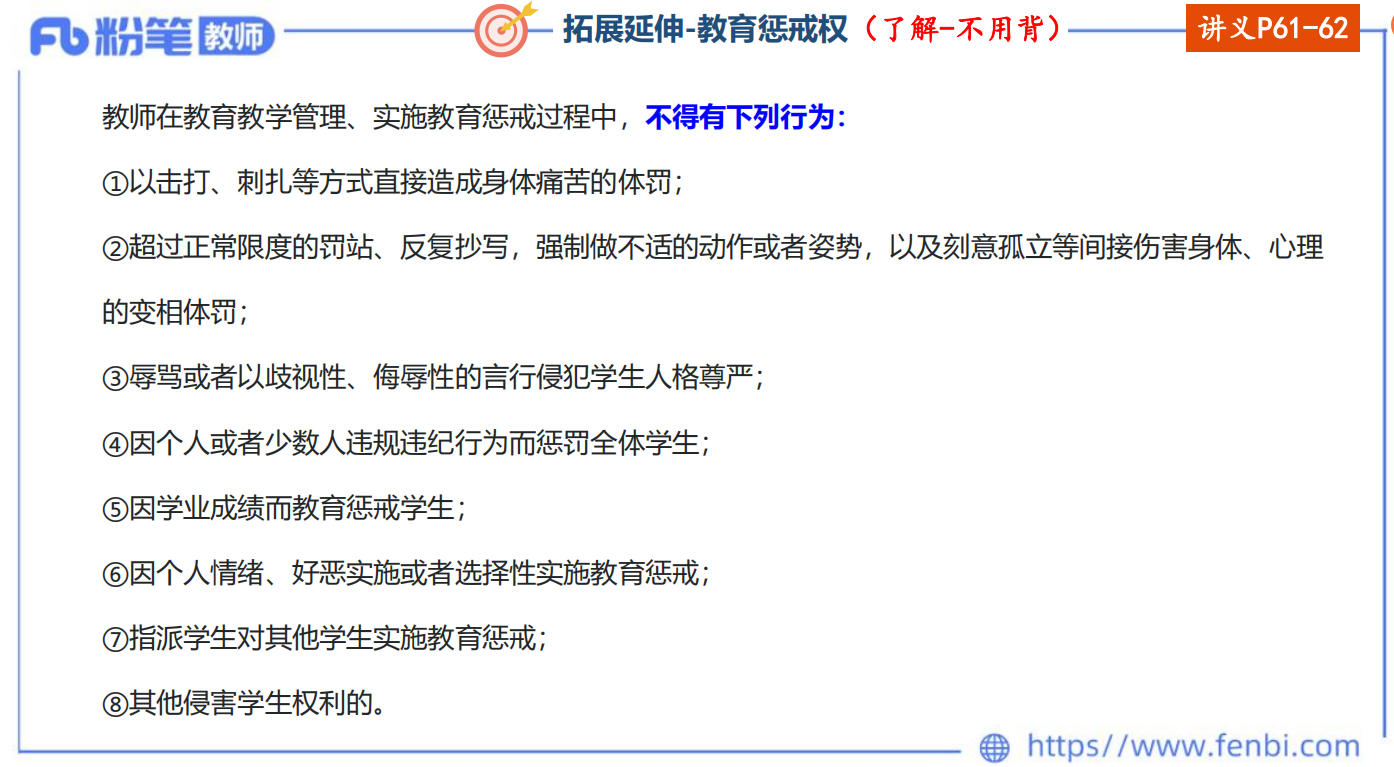 粉笔教师
拓展延伸-教育惩戒权（了解-不用背）
讲义P61-62
教师在教育教学管理、实施教育惩戒过程中，不得有下列行为：
①以击打、刺扎等方式直接造成身体痛苦的体罚；
②超过正常限度的罚站、反复抄写，强制做不适的动作或者姿势，以及刻意孤立等间接伤害身体、心理
的变相体罚；
③辱骂或者以歧视性、侮辱性的言行侵犯学生人格尊严；
④因个人或者少数人违规违纪行为而惩罚全体学生；
⑤因学业成绩而教育惩戒学生；
⑥因个人情绪、好恶实施或者选择性实施教育惩戒；
⑦指派学生对其他学生实施教育惩戒；
⑧其他侵害学生权利的。
https//www.fenbi.com